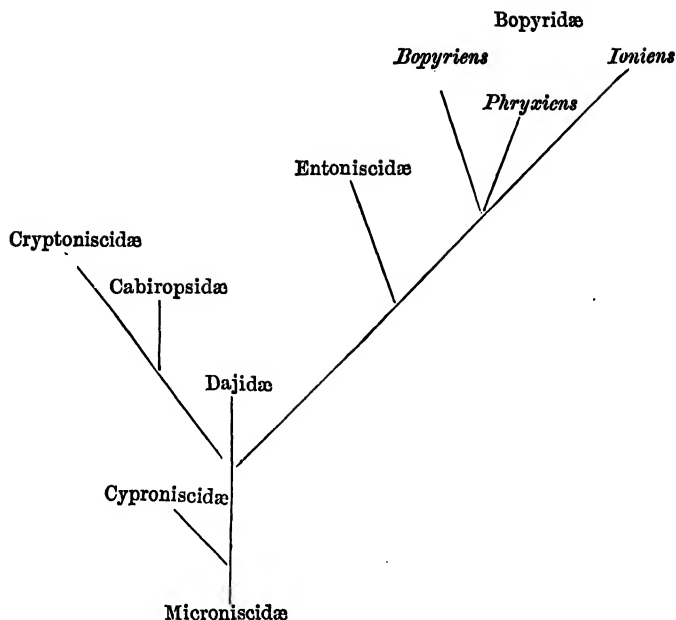 Bopyridæ
Bopyriens
Ioniens
Phryxiens
Entoniscidæ
Cryptoniscidæ
Cabiropsidæ
Dajidæ
Cyproniscidæ
Microniscidæ